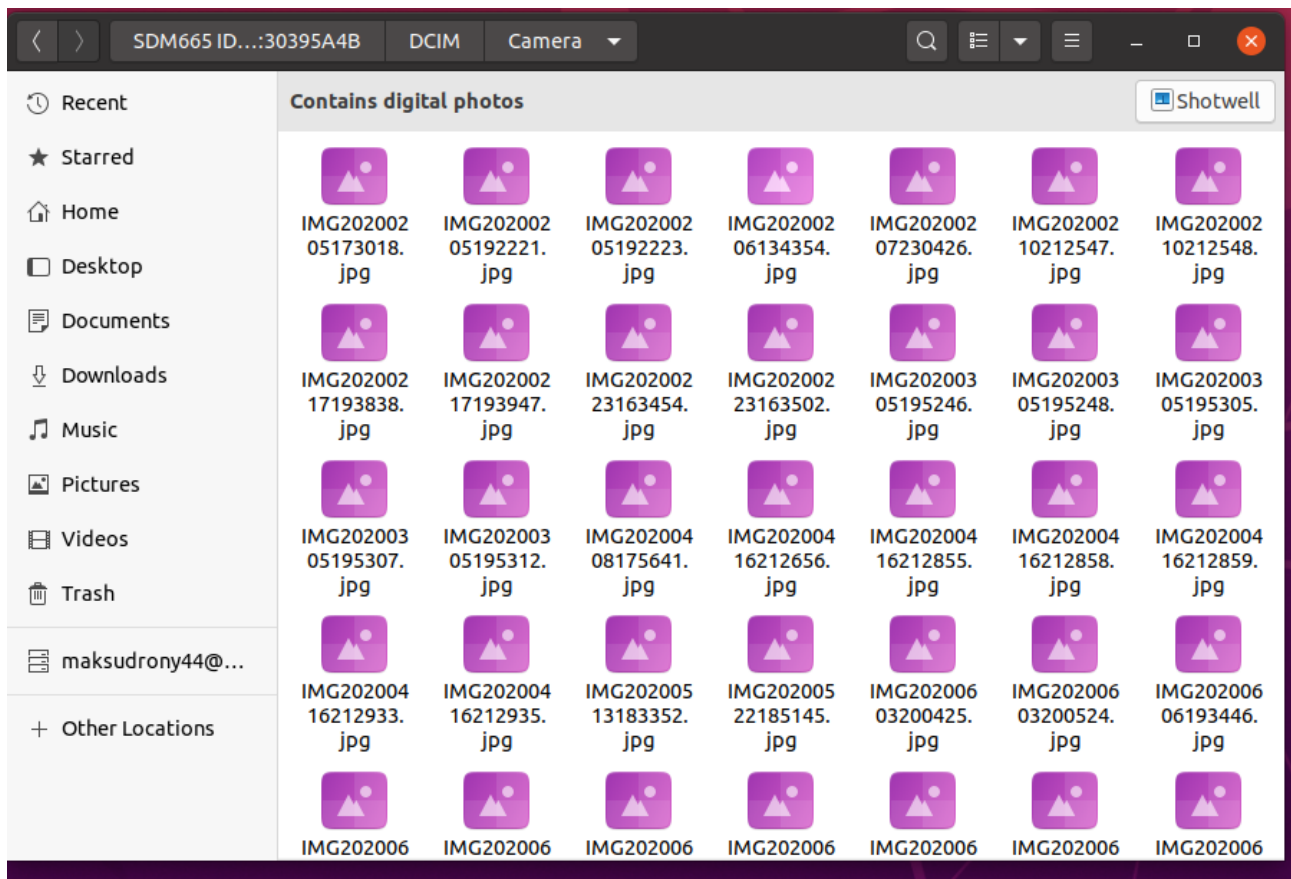 SDM665 ID...:30395A4B DCIM Camera
Recent
Starred
Home
Desktop
Documents
Downloads
Music
Pictures
Videos
Trash
maksudrony44@...
+ Other Locations
Contains digital photos
Shotwell
IMG202002 IMG202002 IMG202002 IMG202002 IMG202002 IMG202002 IMG202002
05173018. 05192221. 05192223. 06134354. 07230426. 10212547. 10212548.
jpg jpg jpg jpg jpg jpg jpg
IMG202002 IMG202002 IMG202002 IMG202002 IMG202003 IMG202003 IMG202003
17193838. 17193947. 23163454. 23163502. 05195246. 05195248. 05195305.
jpg jpg jpg jpg jpg jpg jpg
IMG202003 IMG202003 IMG202004 IMG202004 IMG202004 IMG202004 IMG202004
05195307. 05195312. 08175641. 16212656. 16212855. 16212858. 16212859.
jpg jpg jpg jpg jpg jpg jpg
IMG202004 IMG202004 IMG202005 IMG202005 IMG202006 IMG202006 IMG202006
16212933. 16212935. 13183352. 22185145. 03200425. 03200524. 06193446.
jpg jpg jpg jpg jpg jpg jpg
IMG202006 IMG202006 IMG202006 IMG202006 IMG202006 IMG202006 IMG202006